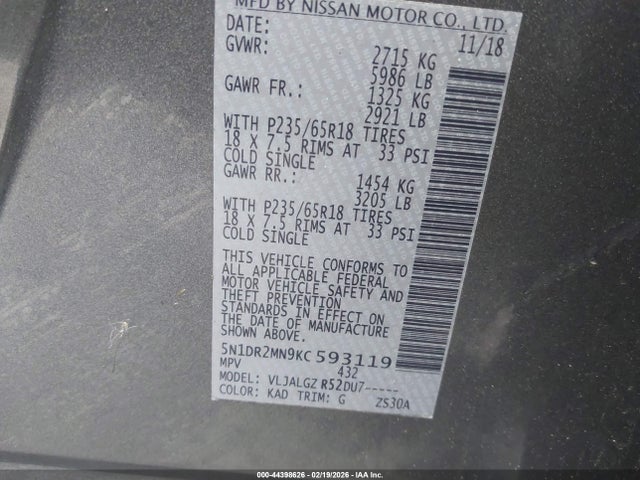 MFD BY NISSAN MOTOR CO., LTD.
DATE: 11/18
GVWR: 2715 KG
5986 LB
GAWR FR.: 1325 KG
2921 LB
WITH P235/65R18 TIRES
18 X 7.5 RIMS AT 33 PSI
COLD SINGLE
GAWR RR.: 1454 KG
3205 LB
WITH P235/65R18 TIRES
18 X 7.5 RIMS AT 33 PSI
COLD SINGLE
THIS VEHICLE CONFORMS TO
ALL APPLICABLE FEDERAL
MOTOR VEHICLE SAFETY AND
THEFT PREVENTION
STANDARDS IN EFFECT ON
THE DATE OF MANUFACTURE
SHOWN ABOVE.
5N1DR2MN9KC 593119
MPV 432
MODEL: VLJALGZ R52DU7-----
COLOR: KAD TRIM: G ZS30A
000-44398626 - 02/19/2026 - IAA Inc.